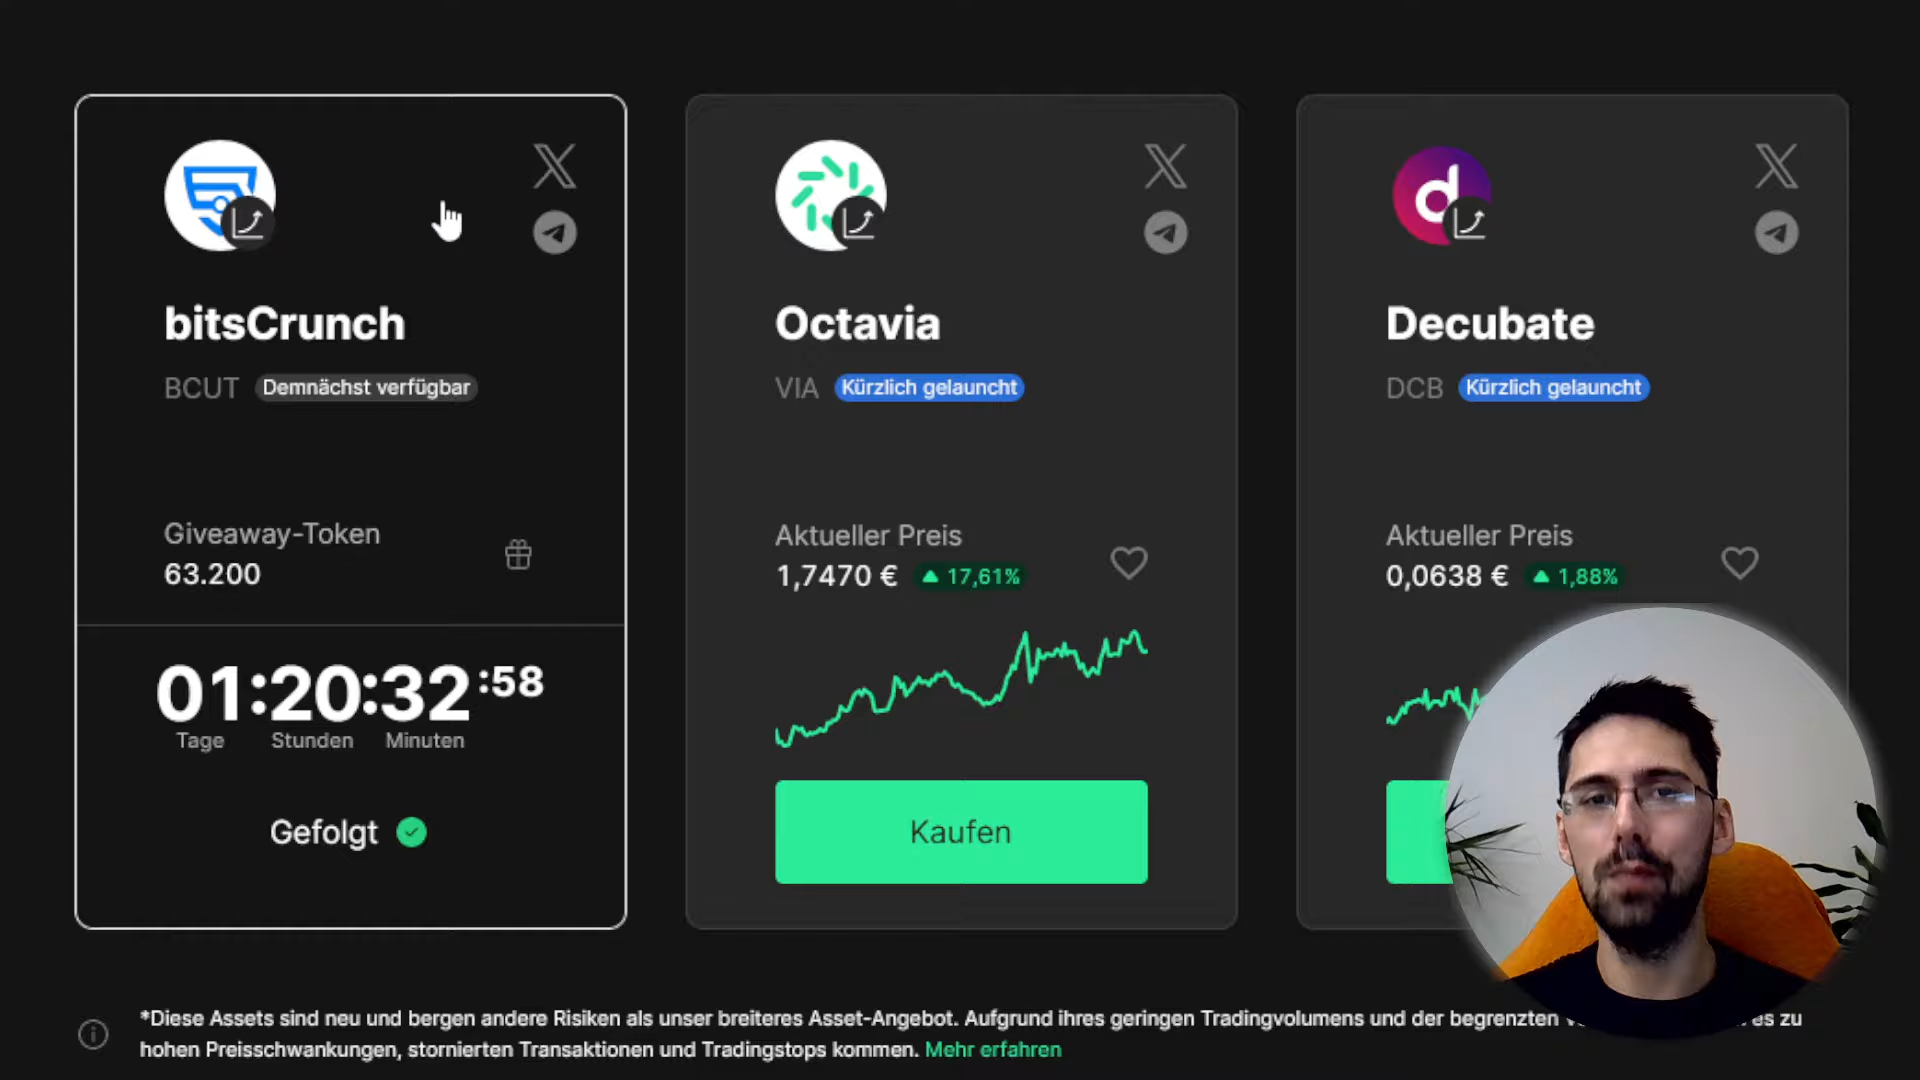 bitsCrunch
BCUT Demnächst verfügbar
Giveaway-Token
63.200
01:20:32:58
Tage Stunden Minuten
Gefolgt
Octavia
VIA Kürzlich gelauncht
Aktueller Preis
1,7470 € ▲ 17,61%
Kaufen
Decubate
DCB Kürzlich gelauncht
Aktueller Preis
0,0638 € ▲ 1,88%
*Diese Assets sind neu und bergen andere Risiken als unser breiteres Asset-Angebot. Aufgrund ihres geringen Tradingvolumens und der begrenzten es zu
hohen Preisschwankungen, stornierten Transaktionen und Tradingstops kommen. Mehr erfahren